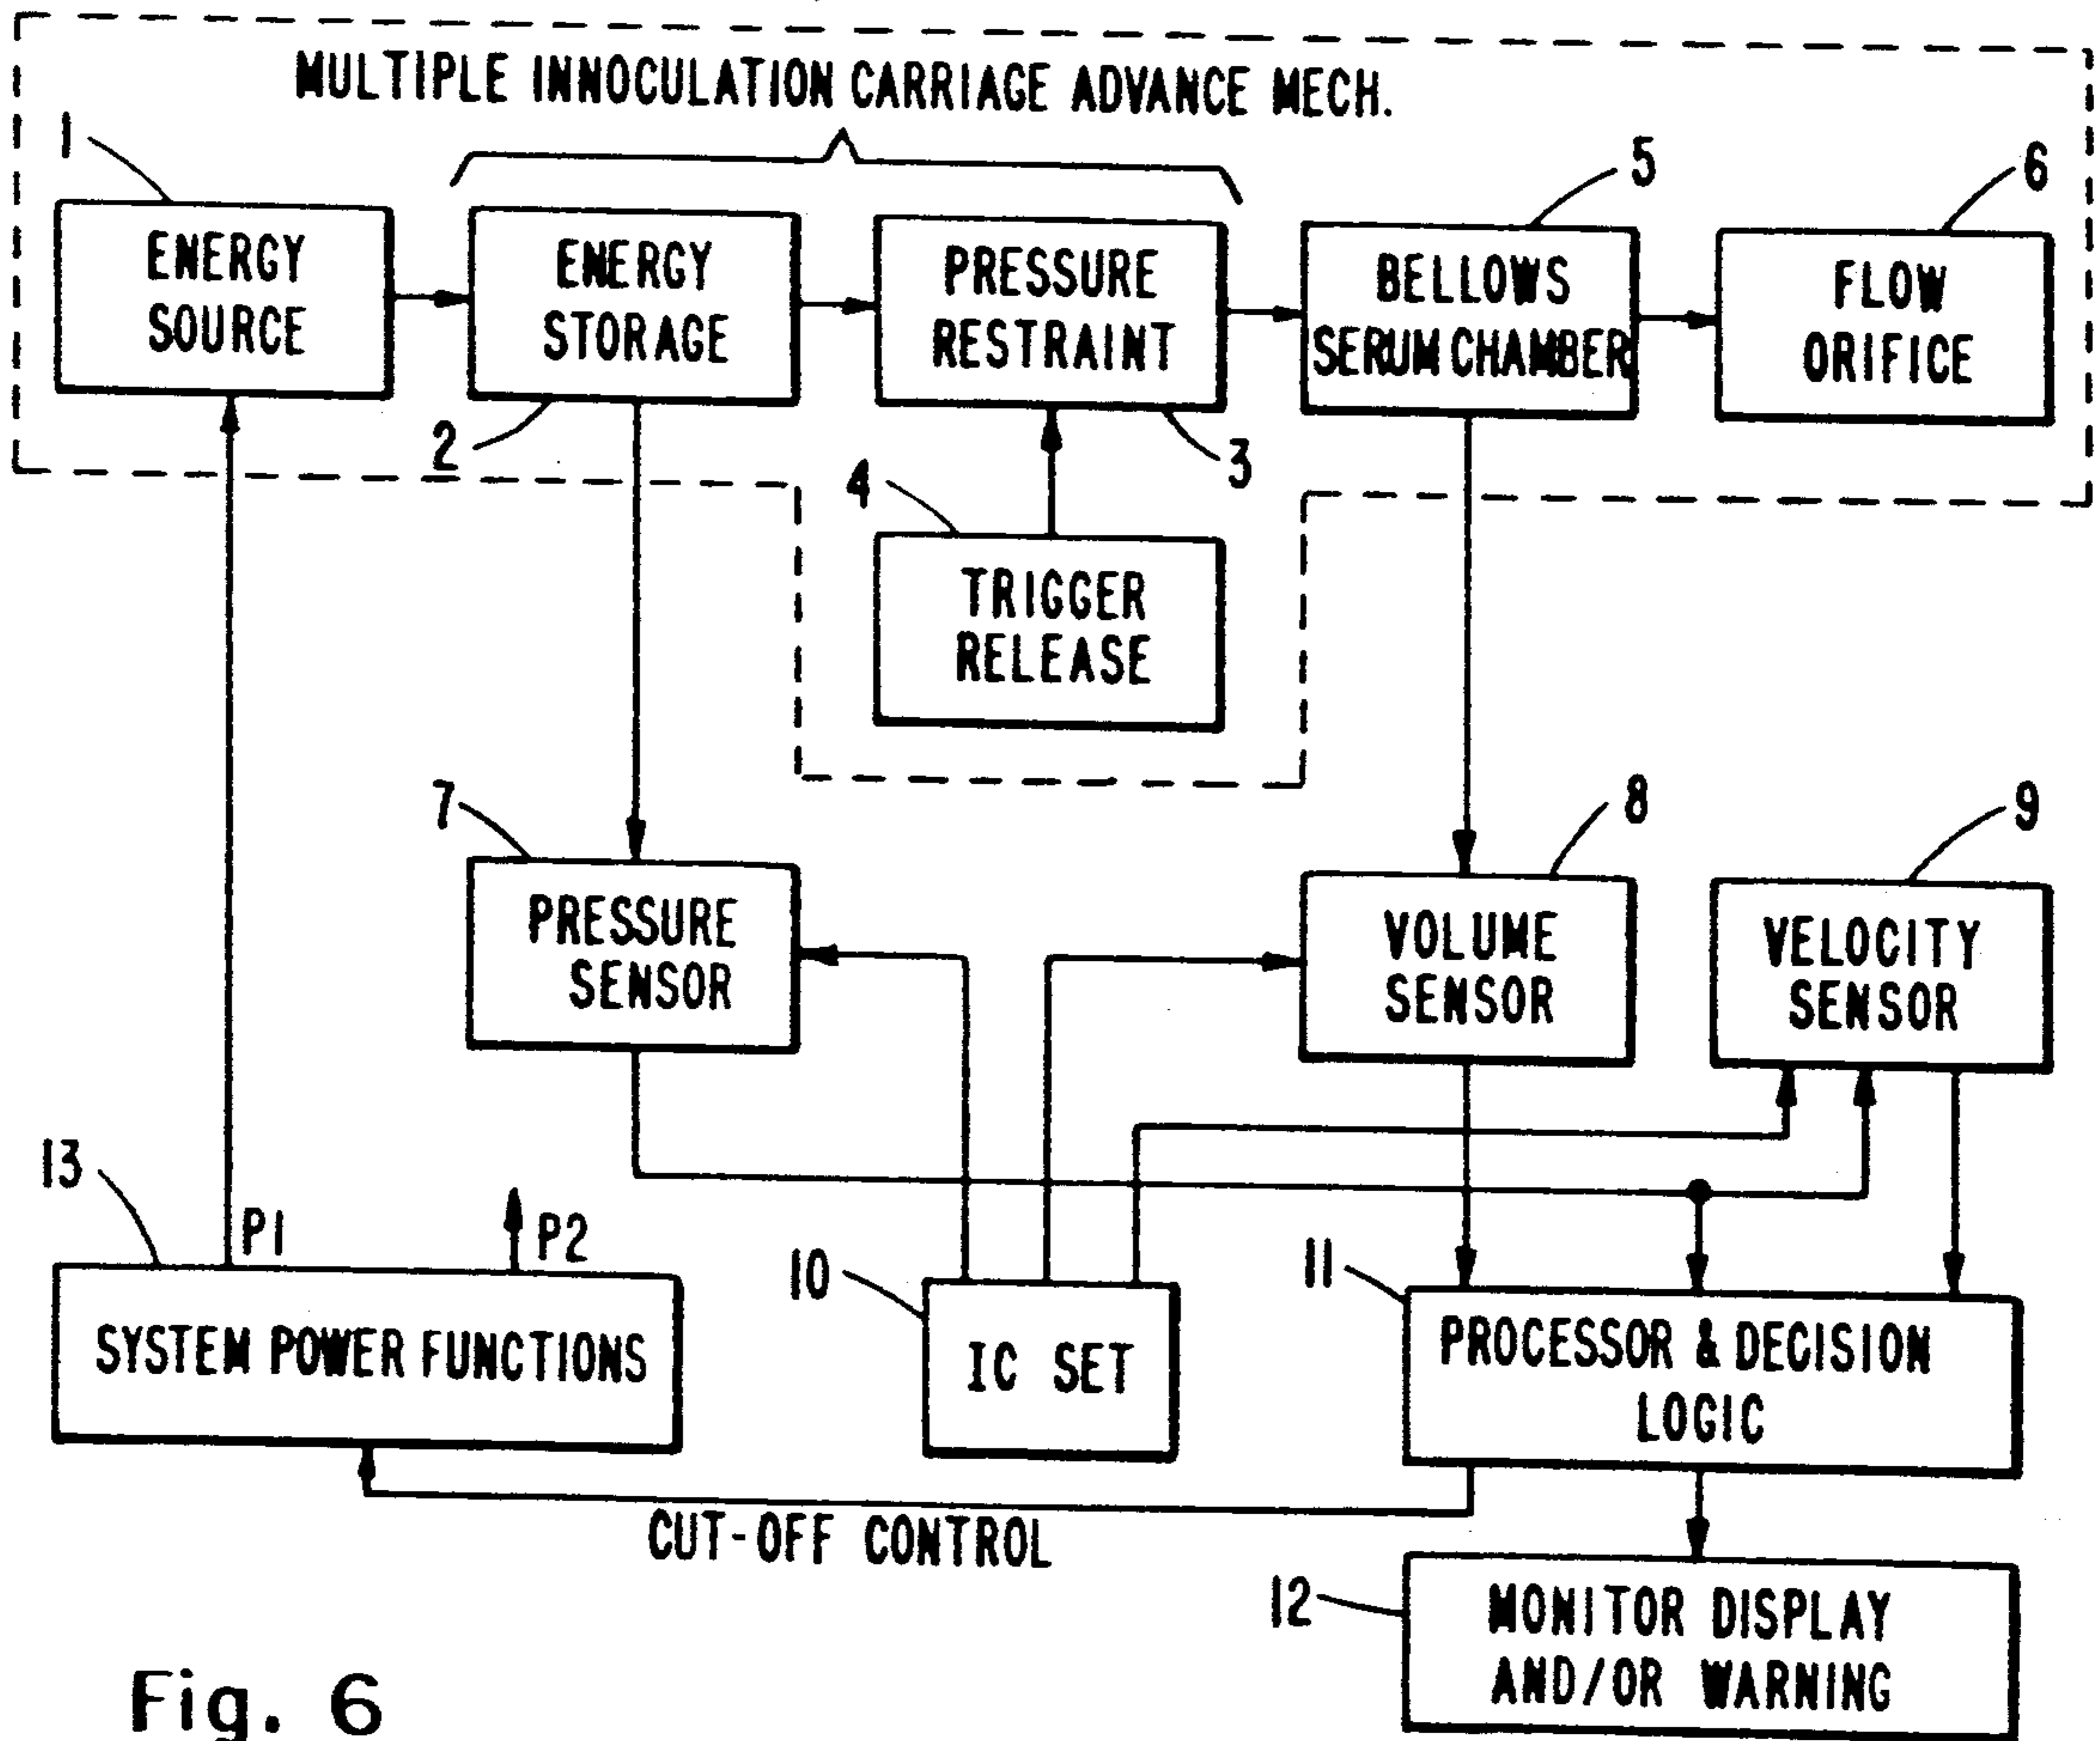 MULTIPLE INNOCULATION CARRIAGE ADVANCE MECH.
1
ENERGY
SOURCE
2
ENERGY
STORAGE
3
PRESSURE
RESTRAINT
5
BELLOWS
SERUM CHAMBER
6
FLOW
ORIFICE
4
TRIGGER
RELEASE
7
PRESSURE
SENSOR
8
VOLUME
SENSOR
9
VELOCITY
SENSOR
13
P1
P2
SYSTEM POWER FUNCTIONS
10
IC SET
11
PROCESSOR & DECISION
LOGIC
CUT-OFF CONTROL
12
MONITOR DISPLAY
AND/OR WARNING
Fig. 6